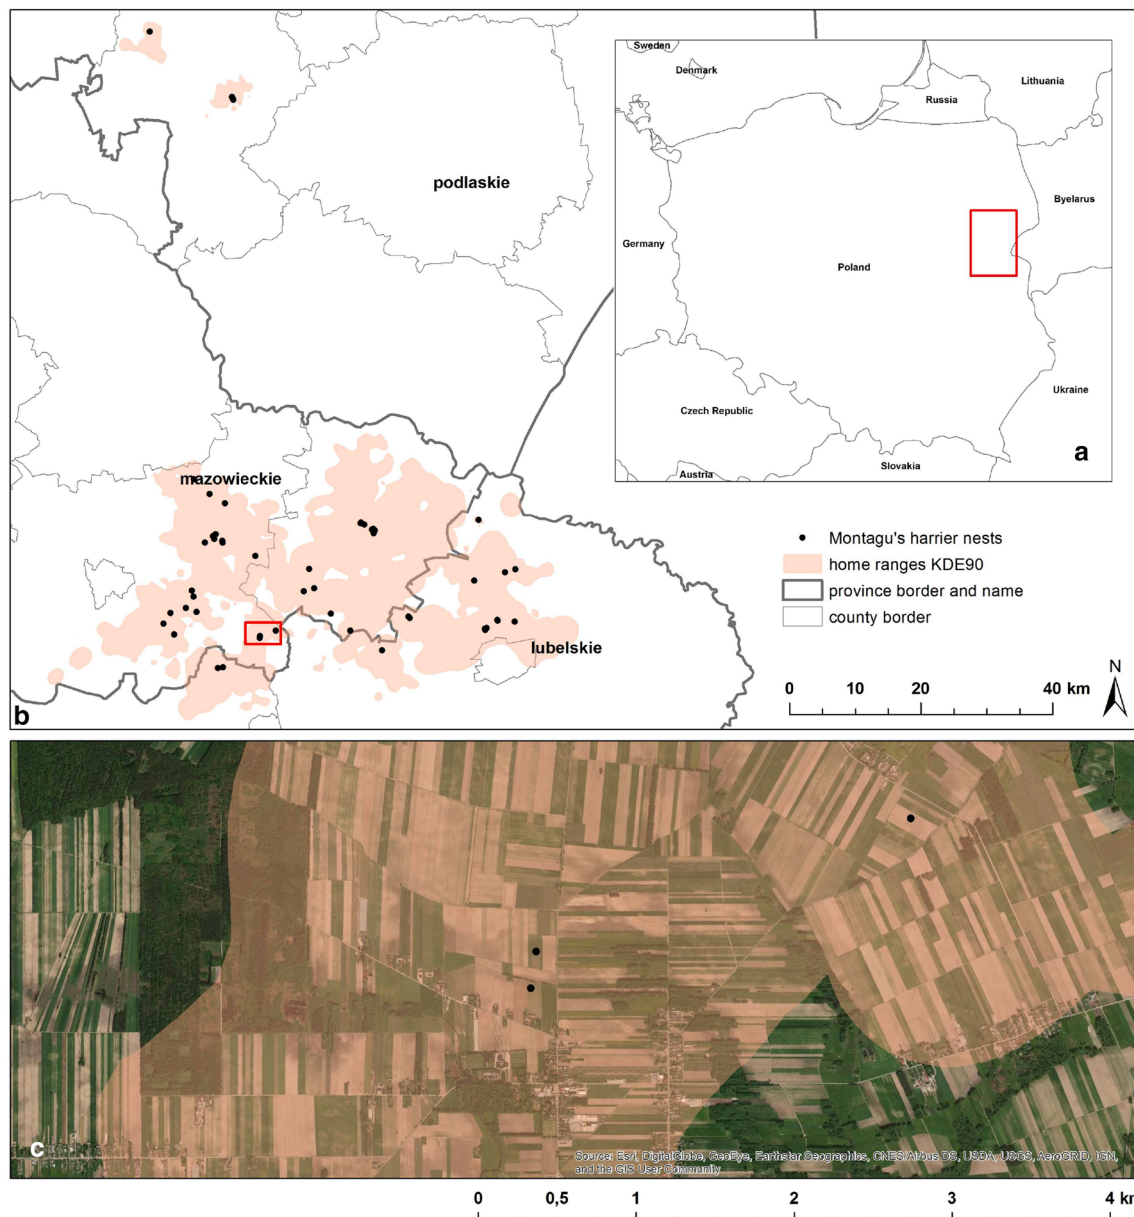 podlaskie
mazowieckie
lubelskie
b
Sweden
Denmark
Lithuania
Russia
Byelarus
Germany
Poland
Ukraine
Czech Republic
Slovakia
Austria
a
Montagu's harrier nests
home ranges KDE90
province border and name
county border
N
0 10 20 40 km
c
Source: Esri, DigitalGlobe, GeoEye, Earthstar Geographics, CNES/Airbus DS, USDA, USGS, AeroGRID, IGN,
and the GIS User Community
0 0,5 1 2 3 4 km